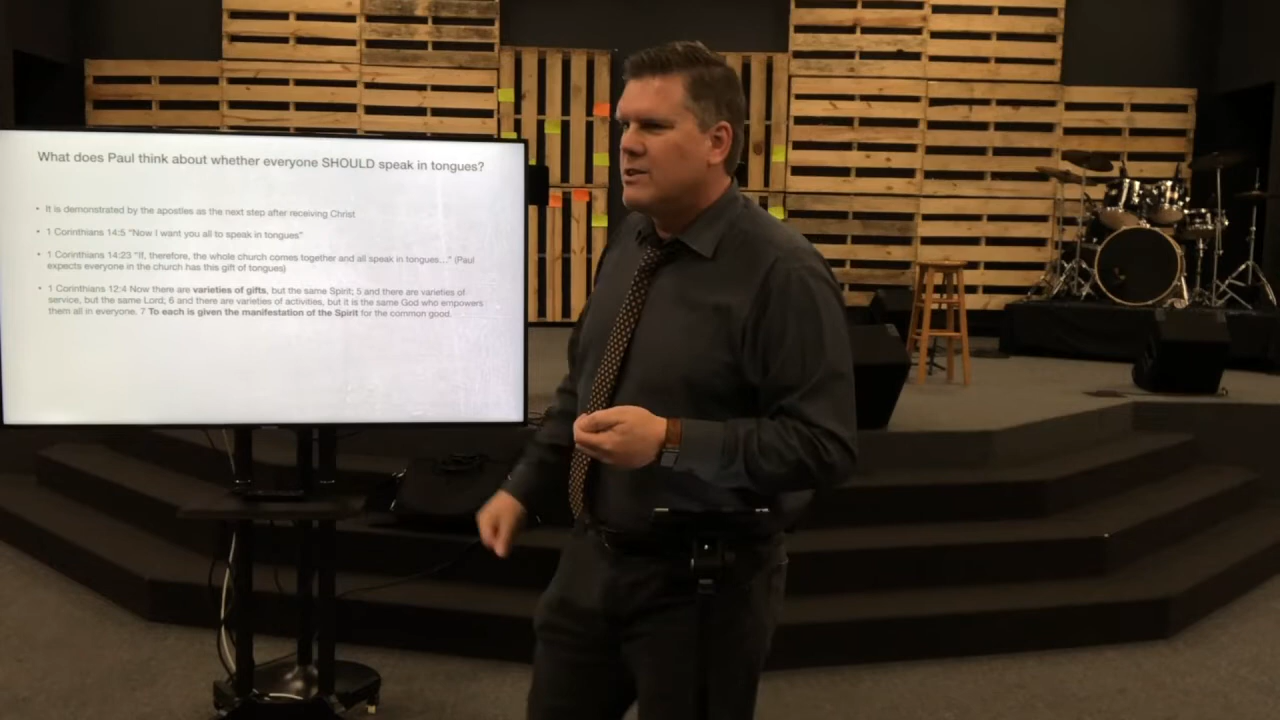 What does Paul think about whether everyone SHOULD speak in tongues?
• It is demonstrated by the apostles as the next step after receiving Christ
• 1 Corinthians 14:5 “Now I want you all to speak in tongues”
• 1 Corinthians 14:23 “If, therefore, the whole church comes together and all speak in tongues…” (Paul
expects everyone in the church has this gift of tongues)
• 1 Corinthians 12:4 Now there are varieties of gifts, but the same Spirit; 5 and there are varieties of
service, but the same Lord; 6 and there are varieties of activities, but it is the same God who empowers
them all in everyone. 7 To each is given the manifestation of the Spirit for the common good.